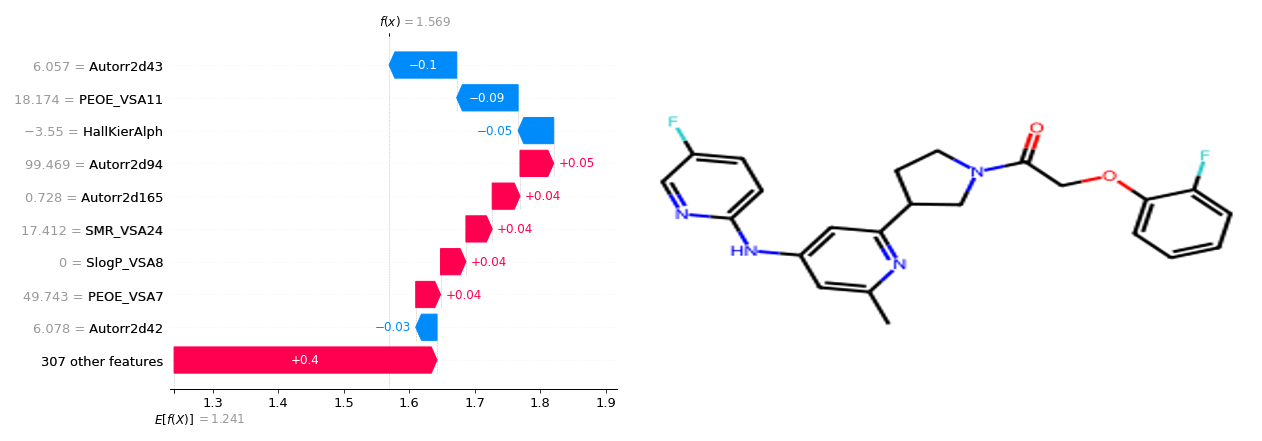 f(x) = 1.569
6.057 = Autorr2d43
−0.1
18.174 = PEOE_VSA11
−0.09
−3.55 = HallKierAlph
−0.05
99.469 = Autorr2d94
+0.05
0.728 = Autorr2d165
+0.04
17.412 = SMR_VSA24
+0.04
0 = SlogP_VSA8
+0.04
49.743 = PEOE_VSA7
+0.04
6.078 = Autorr2d42
−0.03
307 other features
+0.4
1.3 1.4 1.5 1.6 1.7 1.8 1.9
E[f(X)] = 1.241
F
N
HN
N
N
O
O
F